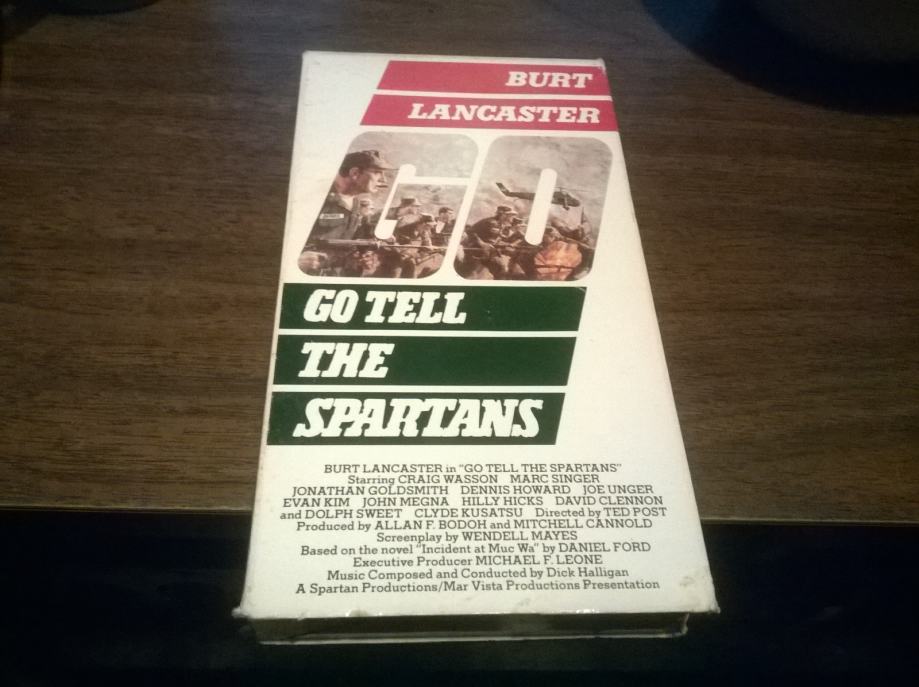 BURT
LANCASTER
GO
GO TELL
THE
SPARTANS
BURT LANCASTER in "GO TELL THE SPARTANS"
Starring CRAIG WASSON MARC SINGER
JONATHAN GOLDSMITH DENNIS HOWARD JOE UNGER
EVAN KIM JOHN MEGNA HILLY HICKS DAVID CLENNON
and DOLPH SWEET CLYDE KUSATSU Directed by TED POST
Produced by ALLAN F. BODOH and MITCHELL CANNOLD
Screenplay by WENDELL MAYES
Based on the novel "Incident at Muc Wa" by DANIEL FORD
Executive Producer MICHAEL F. LEONE
Music Composed and Conducted by Dick Halligan
A Spartan Productions/Mar Vista Productions Presentation